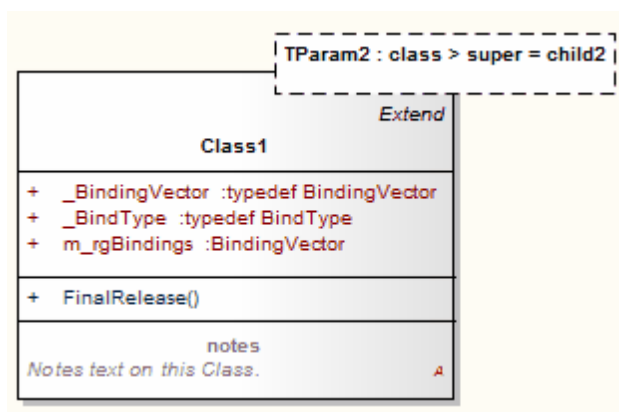 TParam2 : class > super = child2
Extend
Class1
+ _BindingVector :typedef BindingVector
+ _BindType :typedef BindType
+ m_rgBindings :BindingVector
+ FinalRelease()
notes
Notes text on this Class.
A